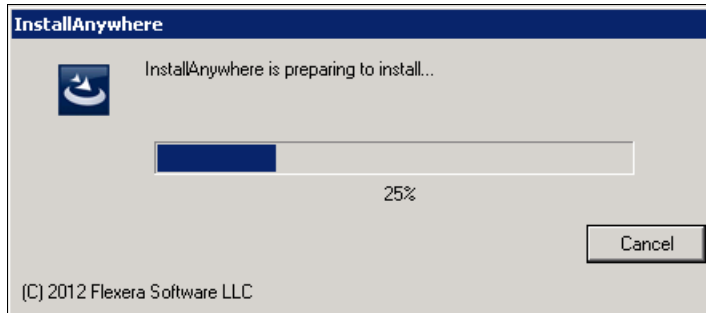 InstallAnywhere
InstallAnywhere is preparing to install...
25%
Cancel
(C) 2012 Flexera Software LLC